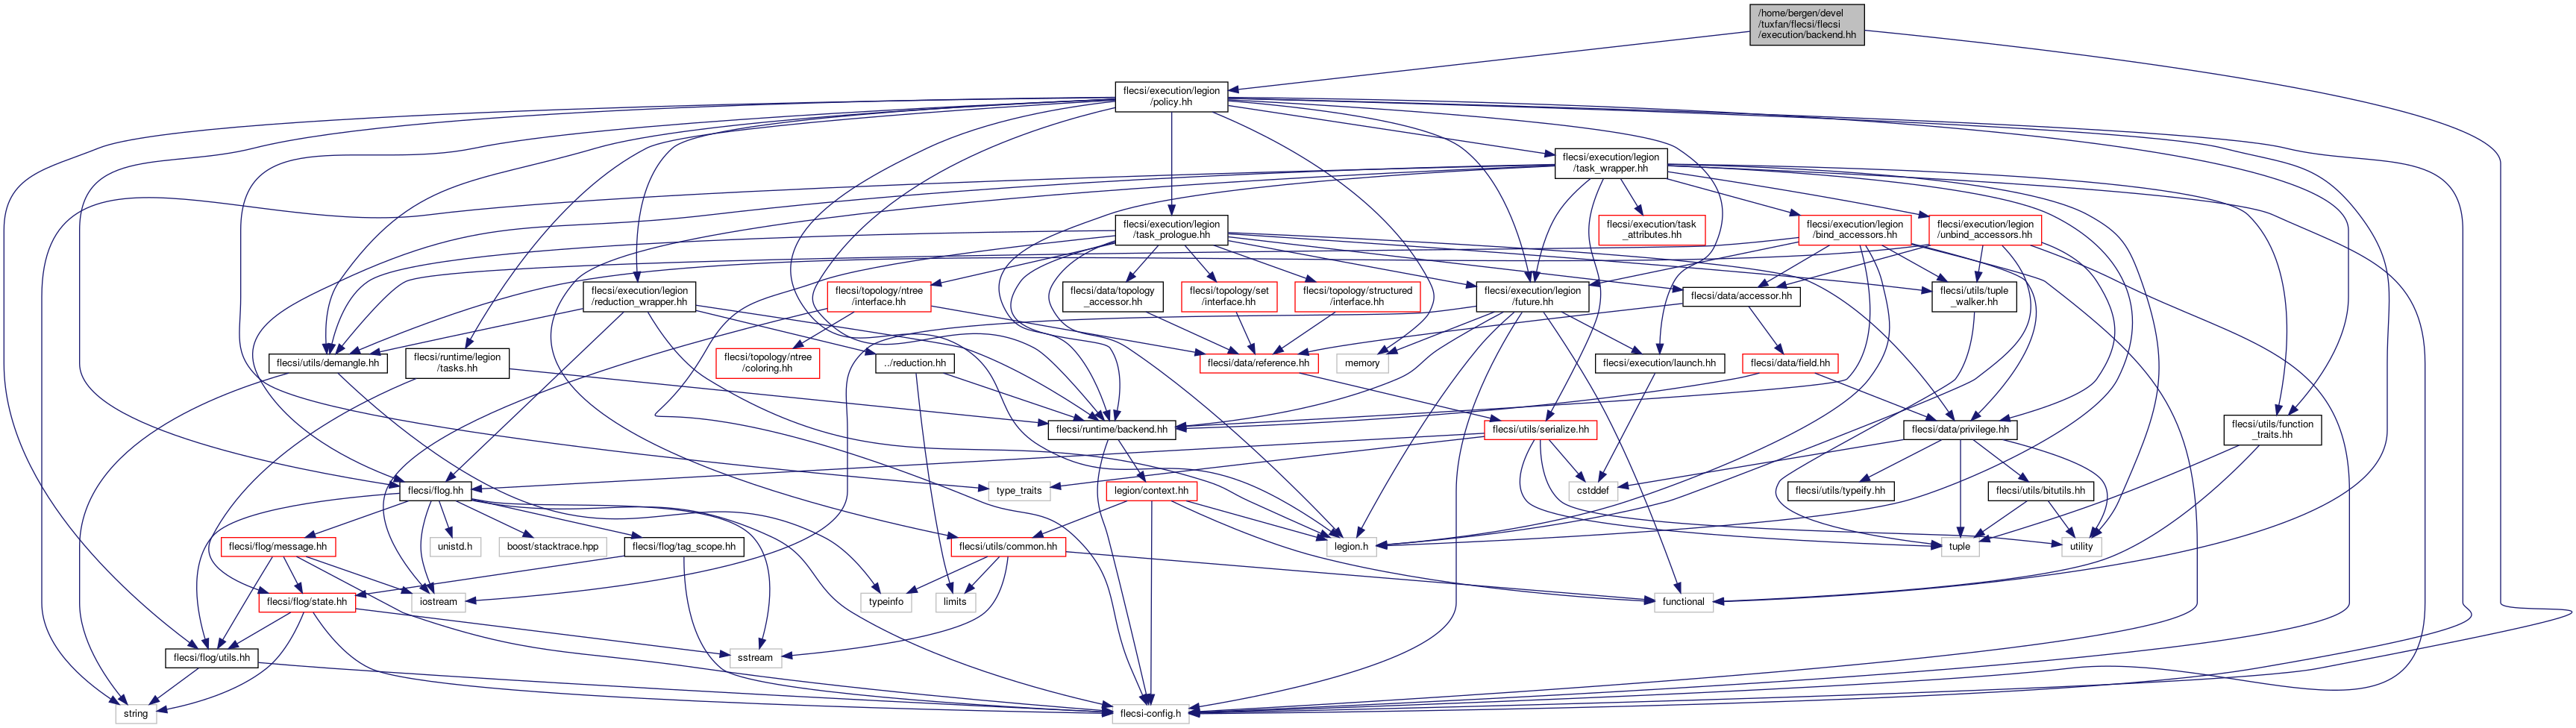 /home/bergen/devel
/tuxfan/flecsi/flecsi
/execution/backend.hh
flecsi/execution/legion
/policy.hh
flecsi/execution/legion
/task_wrapper.hh
flecsi/execution/legion
/task_prologue.hh
flecsi/execution/task
_attributes.hh
flecsi/execution/legion
/bind_accessors.hh
flecsi/execution/legion
/unbind_accessors.hh
flecsi/execution/legion
/reduction_wrapper.hh
flecsi/topology/ntree
/interface.hh
flecsi/data/topology
_accessor.hh
flecsi/topology/set
/interface.hh
flecsi/topology/structured
/interface.hh
flecsi/execution/legion
/future.hh
flecsi/data/accessor.hh
flecsi/utils/tuple
_walker.hh
flecsi/utils/demangle.hh
flecsi/runtime/legion
/tasks.hh
flecsi/topology/ntree
/coloring.hh
../reduction.hh
flecsi/data/reference.hh
memory
flecsi/execution/launch.hh
flecsi/data/field.hh
flecsi/runtime/backend.hh
flecsi/utils/serialize.hh
flecsi/data/privilege.hh
flecsi/utils/function
_traits.hh
flecsi/flog.hh
type_traits
legion/context.hh
cstddef
flecsi/utils/typeify.hh
flecsi/utils/bitutils.hh
flecsi/flog/message.hh
unistd.h
boost/stacktrace.hpp
flecsi/flog/tag_scope.hh
flecsi/utils/common.hh
legion.h
tuple
utility
flecsi/flog/state.hh
iostream
typeinfo
limits
functional
flecsi/flog/utils.hh
sstream
string
flecsi-config.h